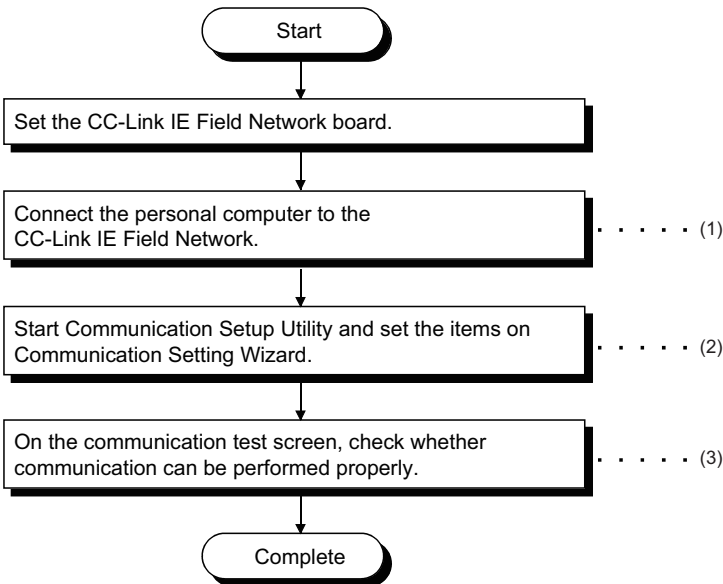 Start
Set the CC-Link IE Field Network board.
Connect the personal computer to the
CC-Link IE Field Network.
(1)
Start Communication Setup Utility and set the items on
Communication Setting Wizard.
(2)
On the communication test screen, check whether
communication can be performed properly.
(3)
Complete